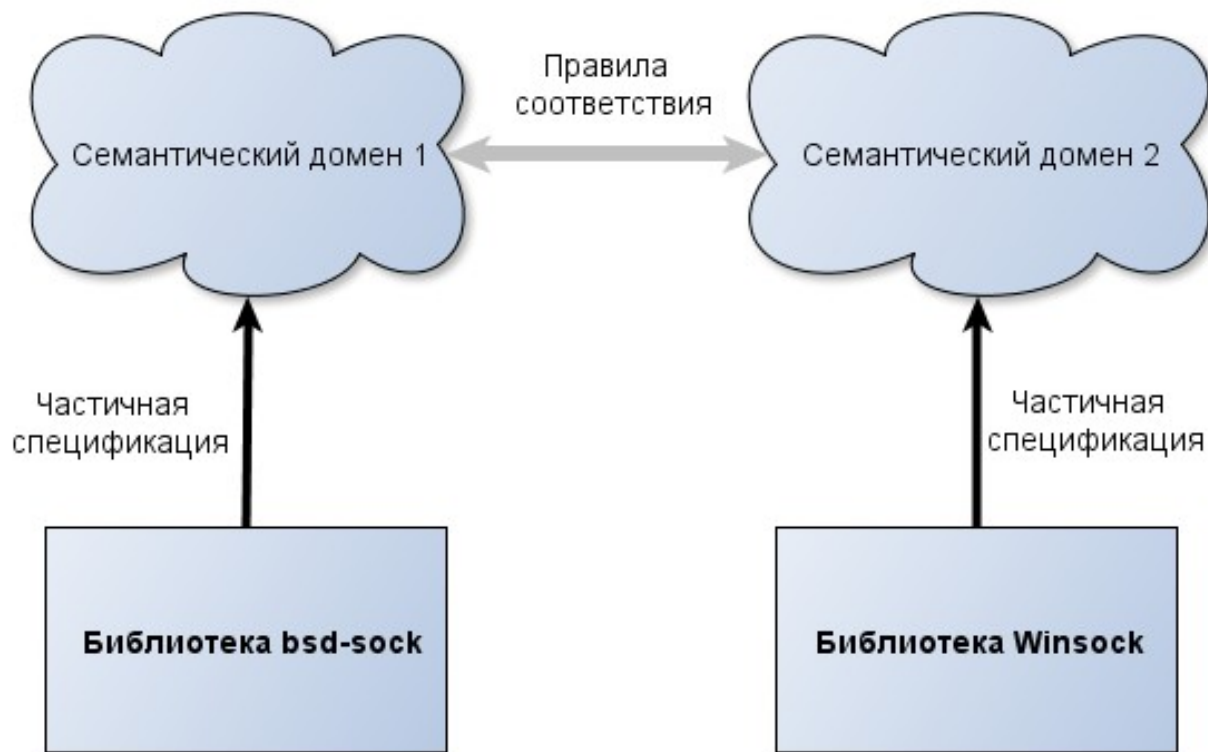 Правила
соответствия
Семантический домен 1
Семантический домен 2
Частичная
спецификация
Частичная
спецификация
Библиотека bsd-sock
Библиотека Winsock